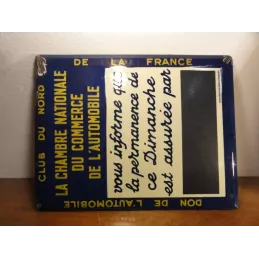 CLUB DU NORD DE LA FRANCE
LA CHAMBRE NATIONALE
DU COMMERCE
DE L'AUTOMOBILE
vous informe que
la permanence de
ce Dimanche
est assurée par
DON DE L'AUTOMOBILE